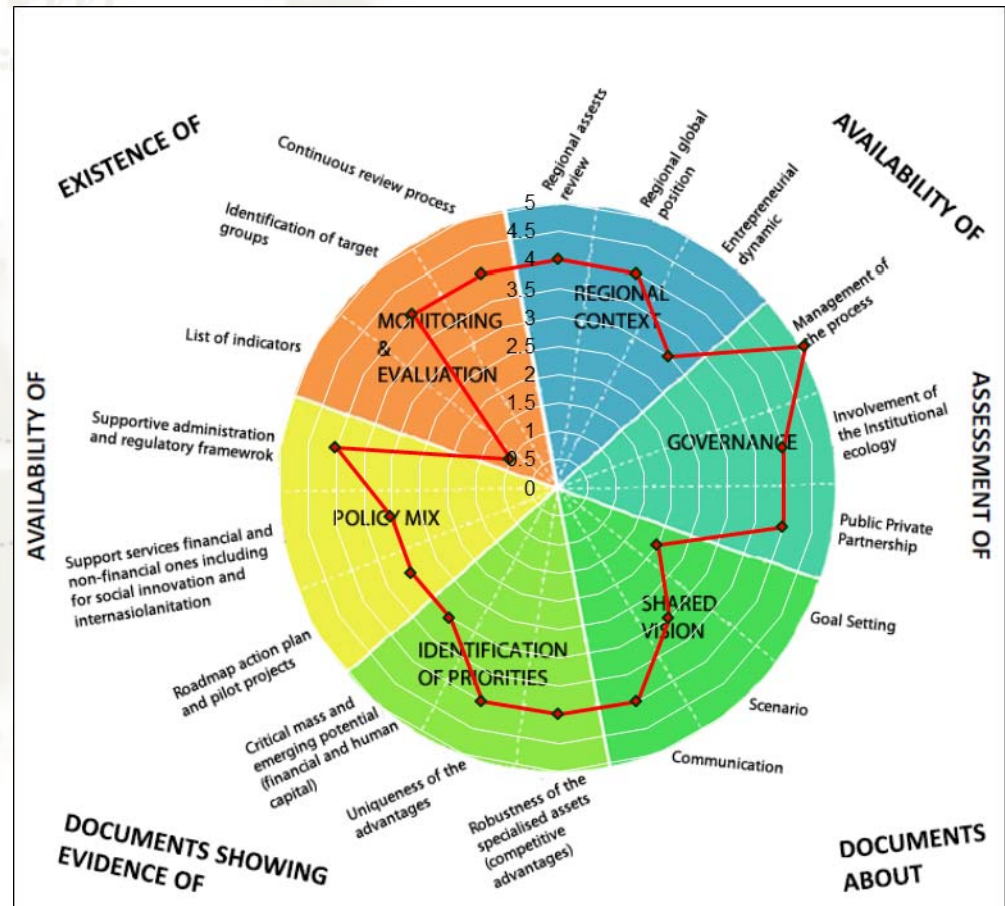 EXISTENCE OF
Continuous review process
Identification of target
groups
List of indicators
Regional assests
review
Regional global
position
Entrepreneurial
dynamic
AVAILABILITY OF
Management of
the process
Involvement of
the Institutional
ecology
Public Private
Partnership
ASSESSMENT OF
Goal Setting
Scenario
Communication
DOCUMENTS
ABOUT
Robustness of the
specialised assets
(competitive
advantages)
Uniqueness of the
advantages
Critical mass and
emerging potential
(financial and human
capital)
DOCUMENTS SHOWING
EVIDENCE OF
Roadmap action plan
and pilot projects
Support services financial and
non-financial ones including
for social innovation and
internasiolanitation
Supportive administration
and regulatory framewrok
AVAILABILITY OF
5
4.5
4
3.5
3
2.5
2
1.5
1
0.5
0
REGIONAL
CONTEXT
GOVERNANCE
SHARED
VISION
IDENTIFICATION
OF PRIORITIES
POLICY MIX
MONITORING
&
EVALUATION